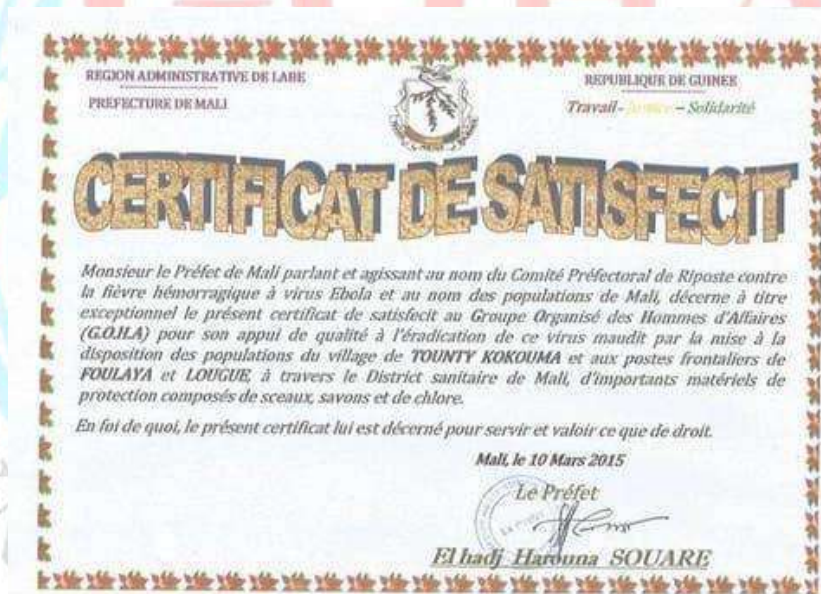 REGION ADMINISTRATIVE DE LABE
PREFECTURE DE MALI
REPUBLIQUE DE GUINEE
Travail - Justice – Solidarité
CERTIFICAT DE SATISFECIT
Monsieur le Préfet de Mali parlant et agissant au nom du Comité Préfectoral de Riposte contre
la fièvre hémorragique à virus Ebola et au nom des populations de Mali, décerne à titre
exceptionnel le présent certificat de satisfecit au Groupe Organisé des Hommes d'Affaires
(G.O.H.A) pour son appui de qualité à l'éradication de ce virus maudit par la mise à la
disposition des populations du village de TOUNTY KOKOUMA et aux postes frontaliers de
FOULAYA et LOUGUE, à travers le District sanitaire de Mali, d'importants matériels de
protection composés de sceaux, savons et de chlore.
En foi de quoi, le présent certificat lui est décerné pour servir et valoir ce que de droit.
Mali, le 10 Mars 2015
Le Préfet
El hadj Harouna SOUARE